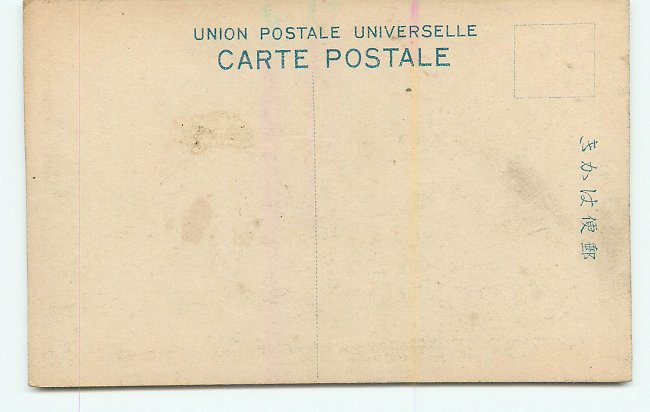 UNION POSTALE UNIVERSELLE
CARTE POSTALE
郵便はかき